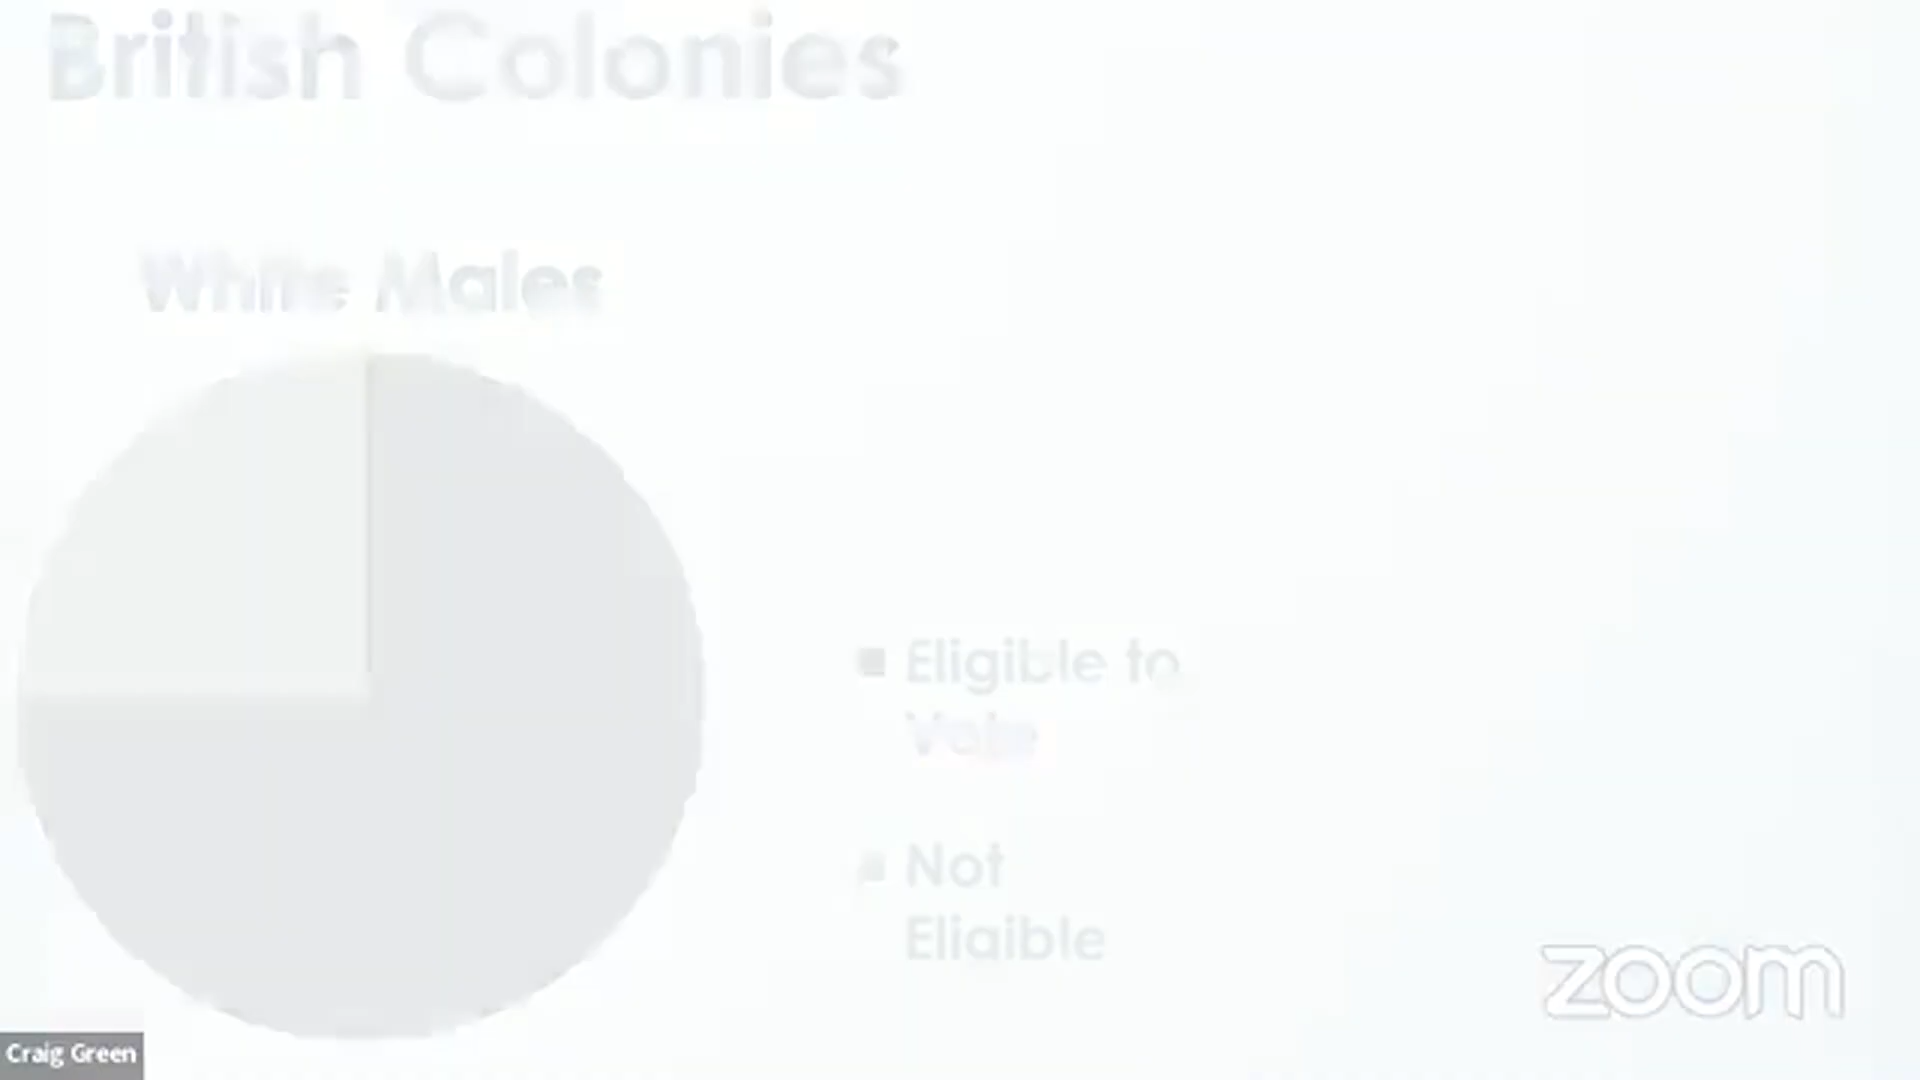 British Colonies
White Males
Eligible to
Vote
Not
Eligible
zoom
Craig Green